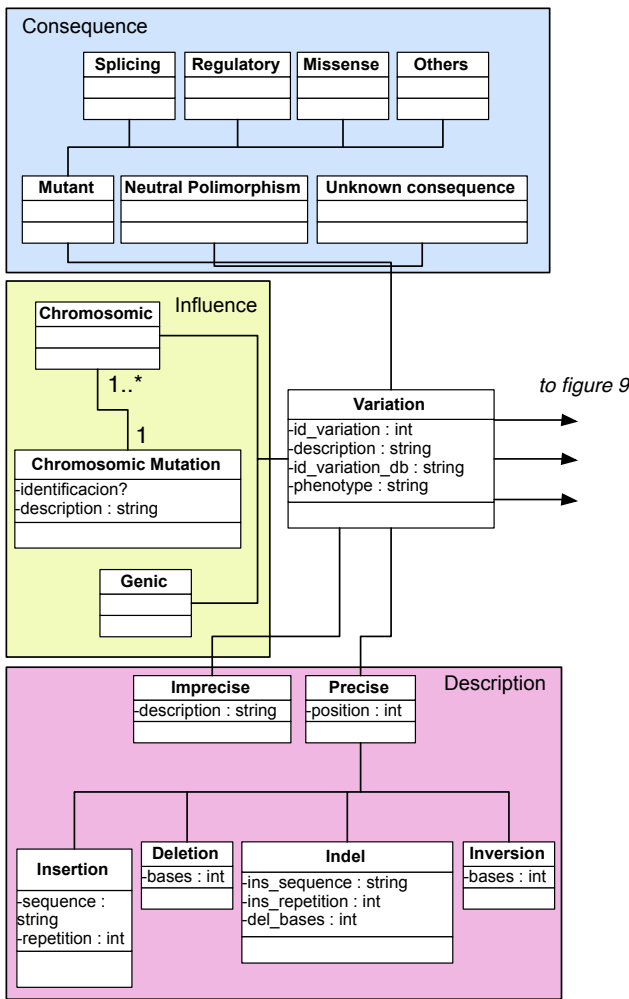 Consequence
Splicing
Regulatory
Missense
Others
Mutant
Neutral Polimorphism
Unknown consequence
Influence
Chromosomic
1..*
1
Chromosomic Mutation
-identificacion?
-description : string
Genic
Variation
-id_variation : int
-description : string
-id_variation_db : string
-phenotype : string
to figure 9
Description
Imprecise
-description : string
Precise
-position : int
Insertion
-sequence :
string
-repetition : int
Deletion
-bases : int
Indel
-ins_sequence : string
-ins_repetition : int
-del_bases : int
Inversion
-bases : int